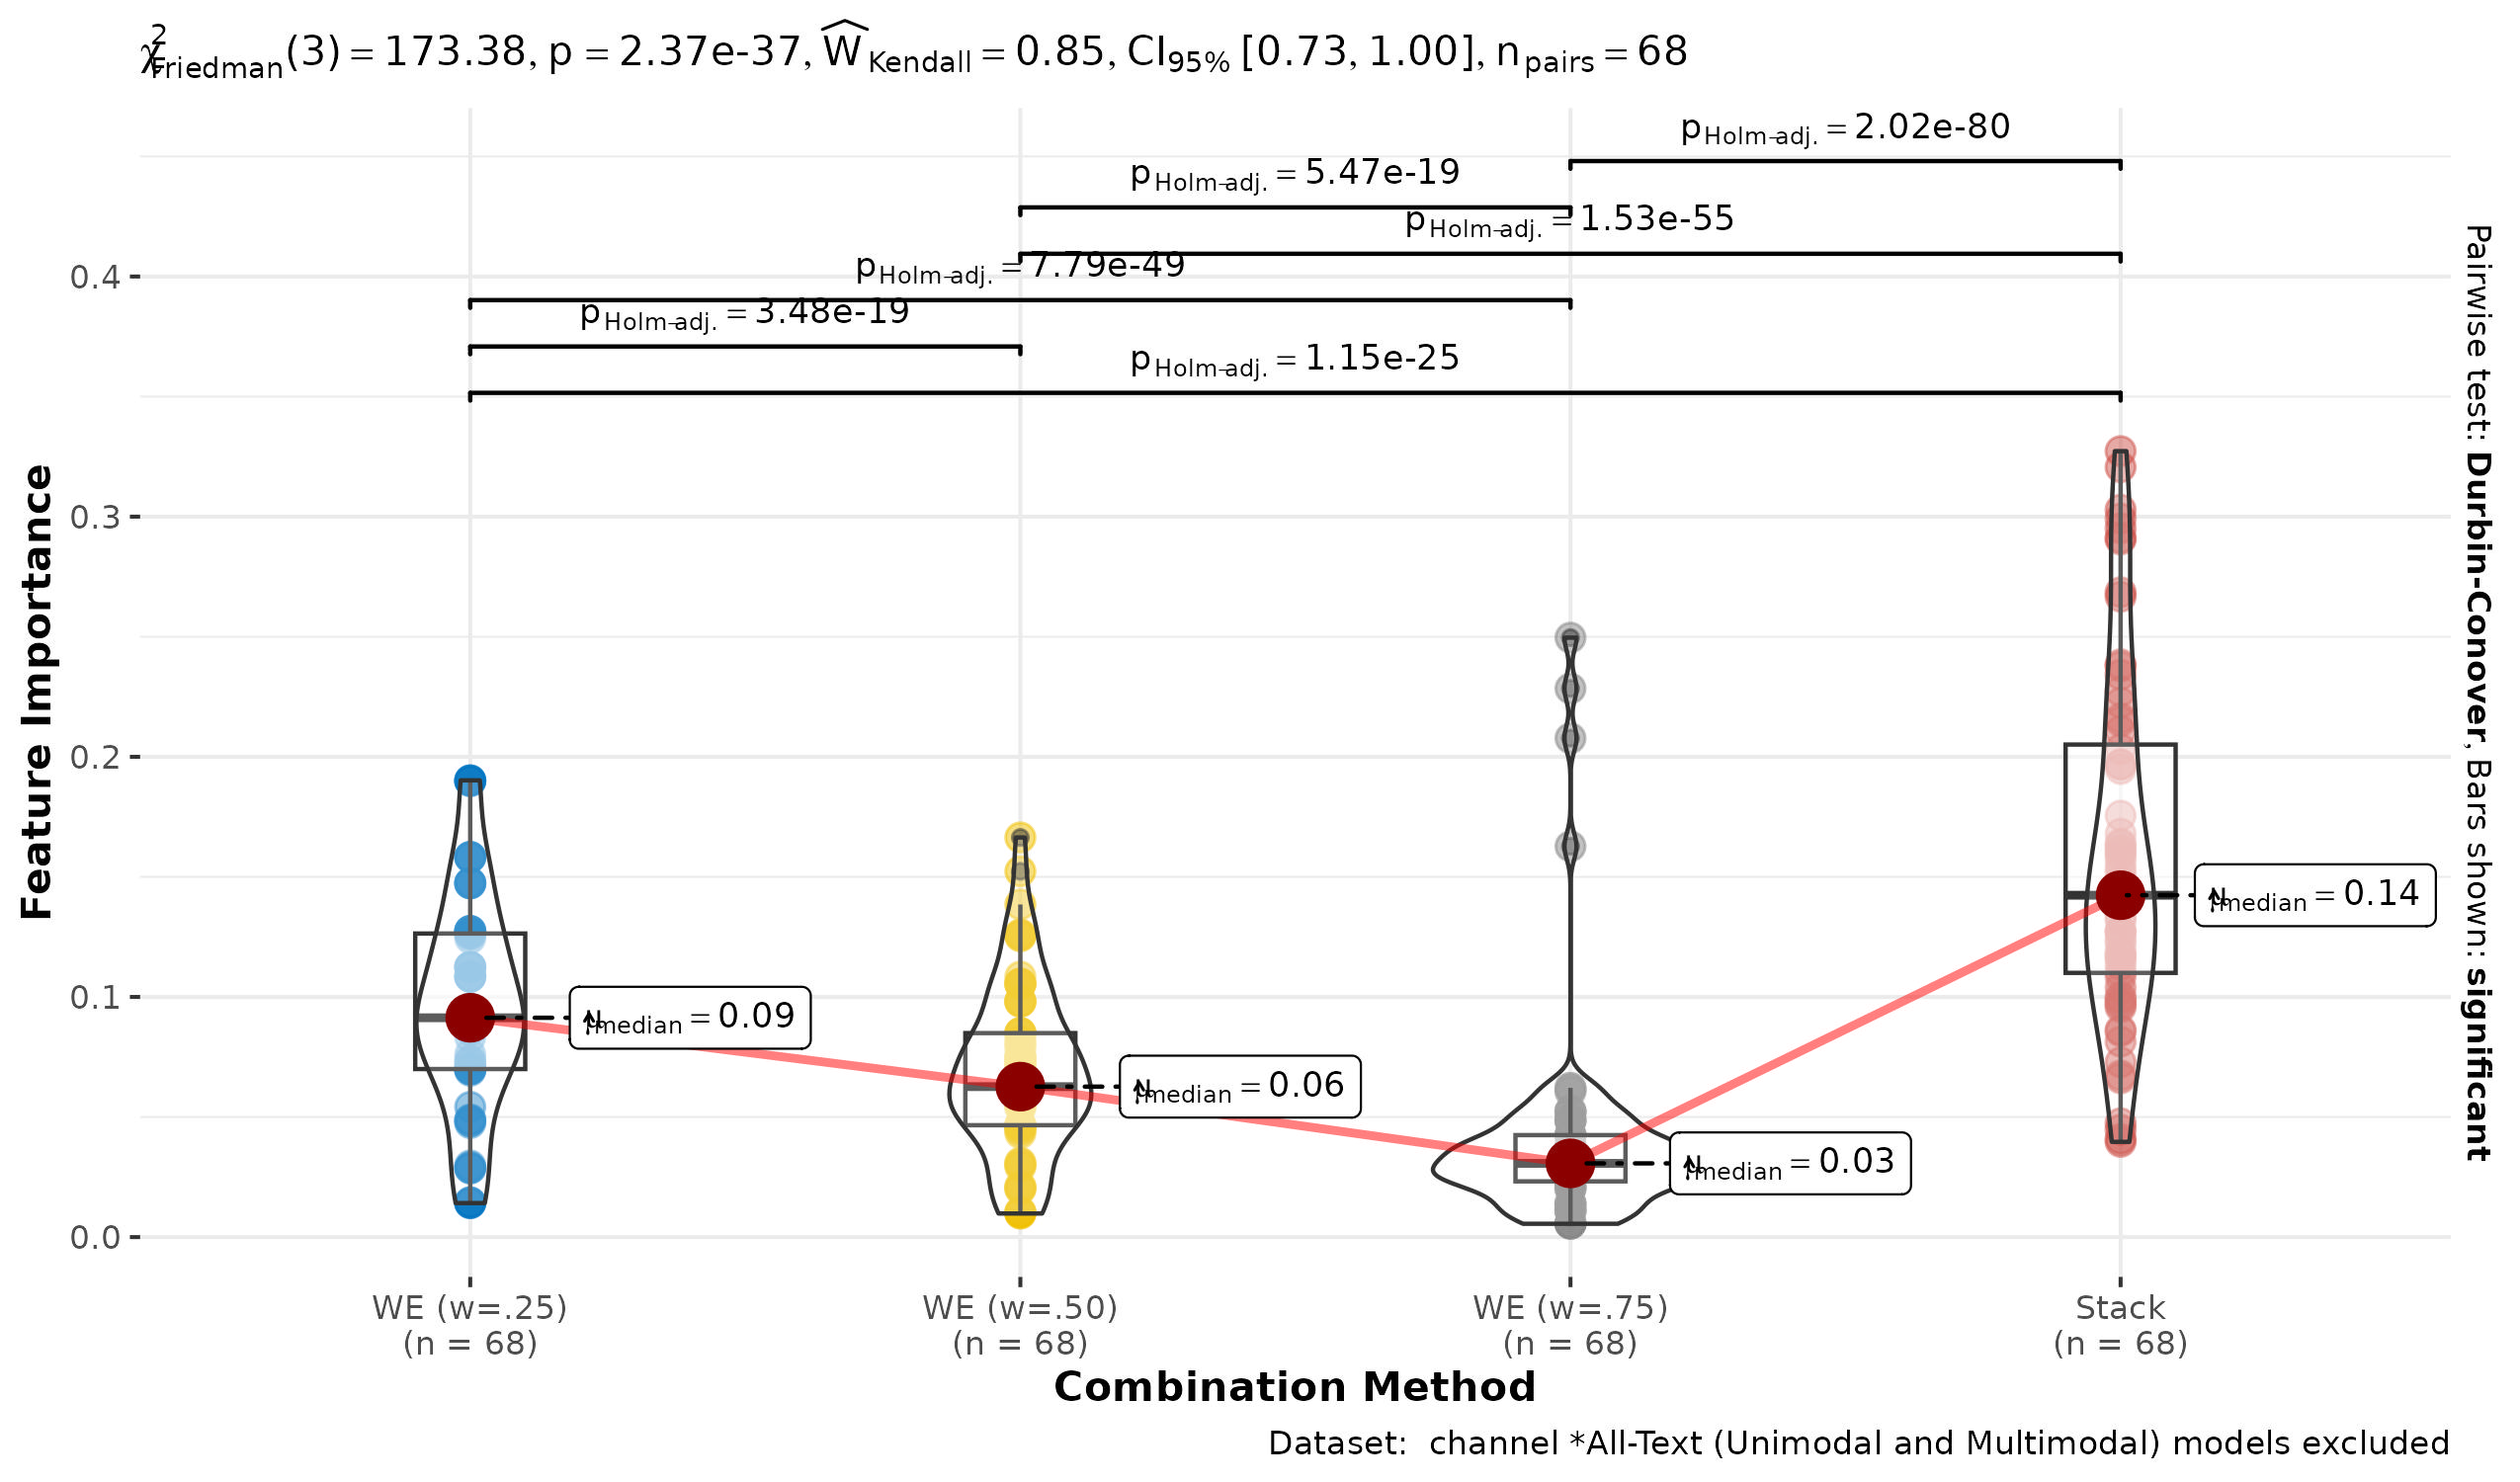 χ²Friedman(3) = 173.38, p = 2.37e-37, ŴKendall = 0.85, CI95% [0.73, 1.00], npairs = 68
pHolm−adj. = 2.02e-80
pHolm−adj. = 5.47e-19
pHolm−adj. = 1.53e-55
pHolm−adj. = 7.79e-49
pHolm−adj. = 3.48e-19
pHolm−adj. = 1.15e-25
Feature Importance
0.4
0.3
0.2
0.1
0.0
μ̂median = 0.09
μ̂median = 0.06
μ̂median = 0.03
μ̂median = 0.14
Pairwise test: Durbin-Conover, Bars shown: significant
WE (w=.25)
(n = 68)
WE (w=.50)
(n = 68)
WE (w=.75)
(n = 68)
Stack
(n = 68)
Combination Method
Dataset:  channel *All-Text (Unimodal and Multimodal) models excluded